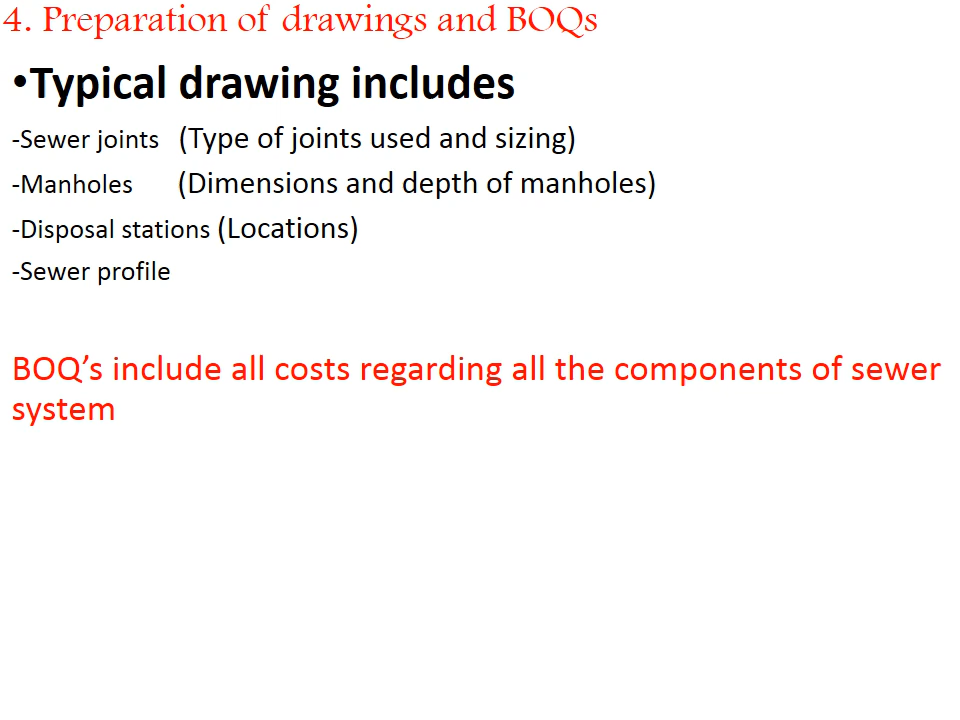 4. Preparation of drawings and BOQs
•Typical drawing includes
-Sewer joints (Type of joints used and sizing)
-Manholes (Dimensions and depth of manholes)
-Disposal stations (Locations)
-Sewer profile
BOQ’s include all costs regarding all the components of sewer
system